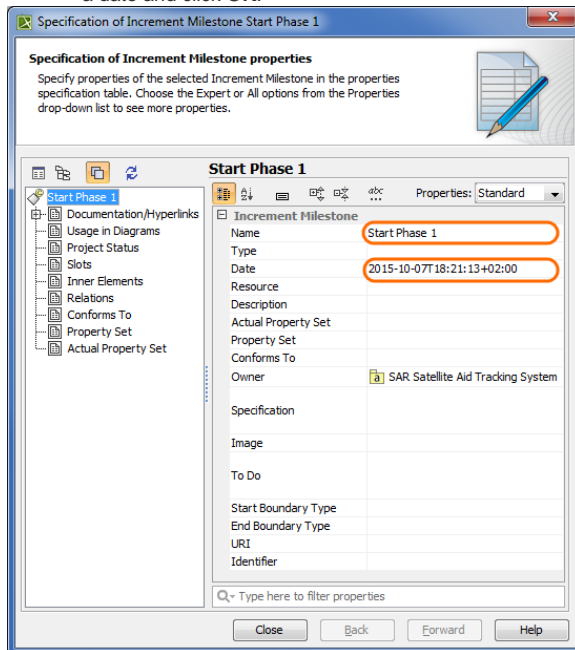 a date and click OK.
Specification of Increment Milestone Start Phase 1
Specification of Increment Milestone properties
Specify properties of the selected Increment Milestone in the properties
specification table. Choose the Expert or All options from the Properties
drop-down list to see more properties.
Start Phase 1
Properties: Standard
Start Phase 1
Documentation/Hyperlinks
Usage in Diagrams
Project Status
Slots
Inner Elements
Relations
Conforms To
Property Set
Actual Property Set
Increment Milestone
Name Start Phase 1
Type
Date 2015-10-07T18:21:13+02:00
Resource
Description
Actual Property Set
Property Set
Conforms To
Owner a SAR Satellite Aid Tracking System
Specification
Image
To Do
Start Boundary Type
End Boundary Type
URI
Identifier
Type here to filter properties
Close Back Forward Help